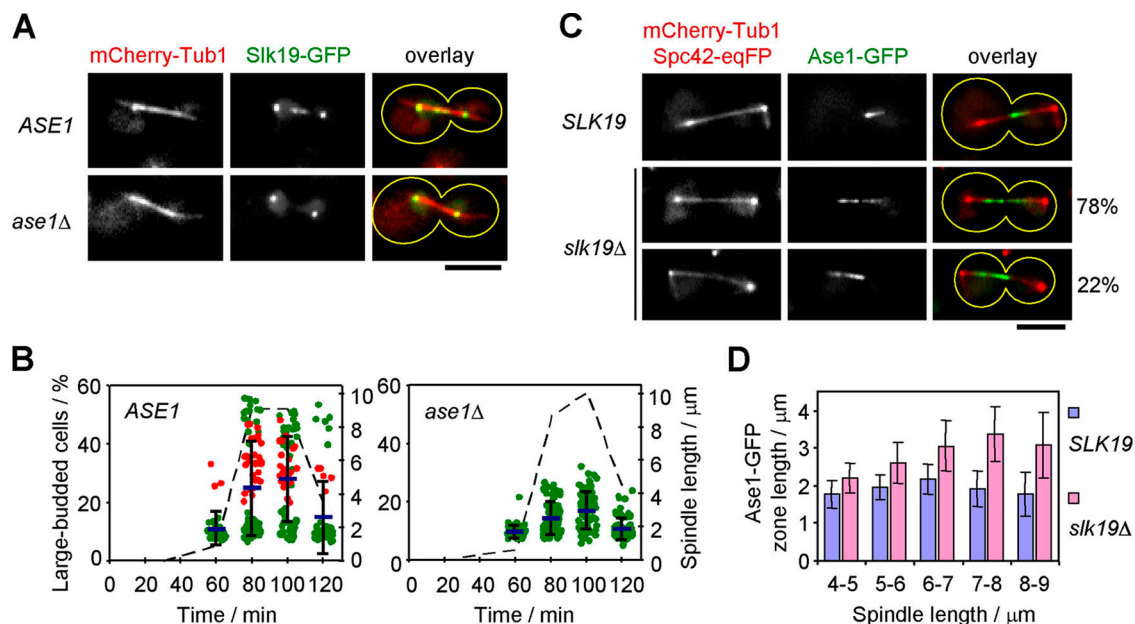 A
mCherry-Tub1 Slk19-GFP overlay
ASE1
ase1Δ
B
Large-budded cells / %
60
40
20
0
ASE1
10
8
6
4
2
0
0 20 40 60 80 100 120
Time / min
60
40
20
0
ase1Δ
10
8
6
4
2
0
Spindle length / µm
0 20 40 60 80 100 120
Time / min
C
mCherry-Tub1
Spc42-eqFP Ase1-GFP overlay
SLK19
slk19Δ
78%
22%
D
Ase1-GFP
zone length / µm
4
3
2
1
0
4-5 5-6 6-7 7-8 8-9
Spindle length / µm
SLK19
slk19Δ